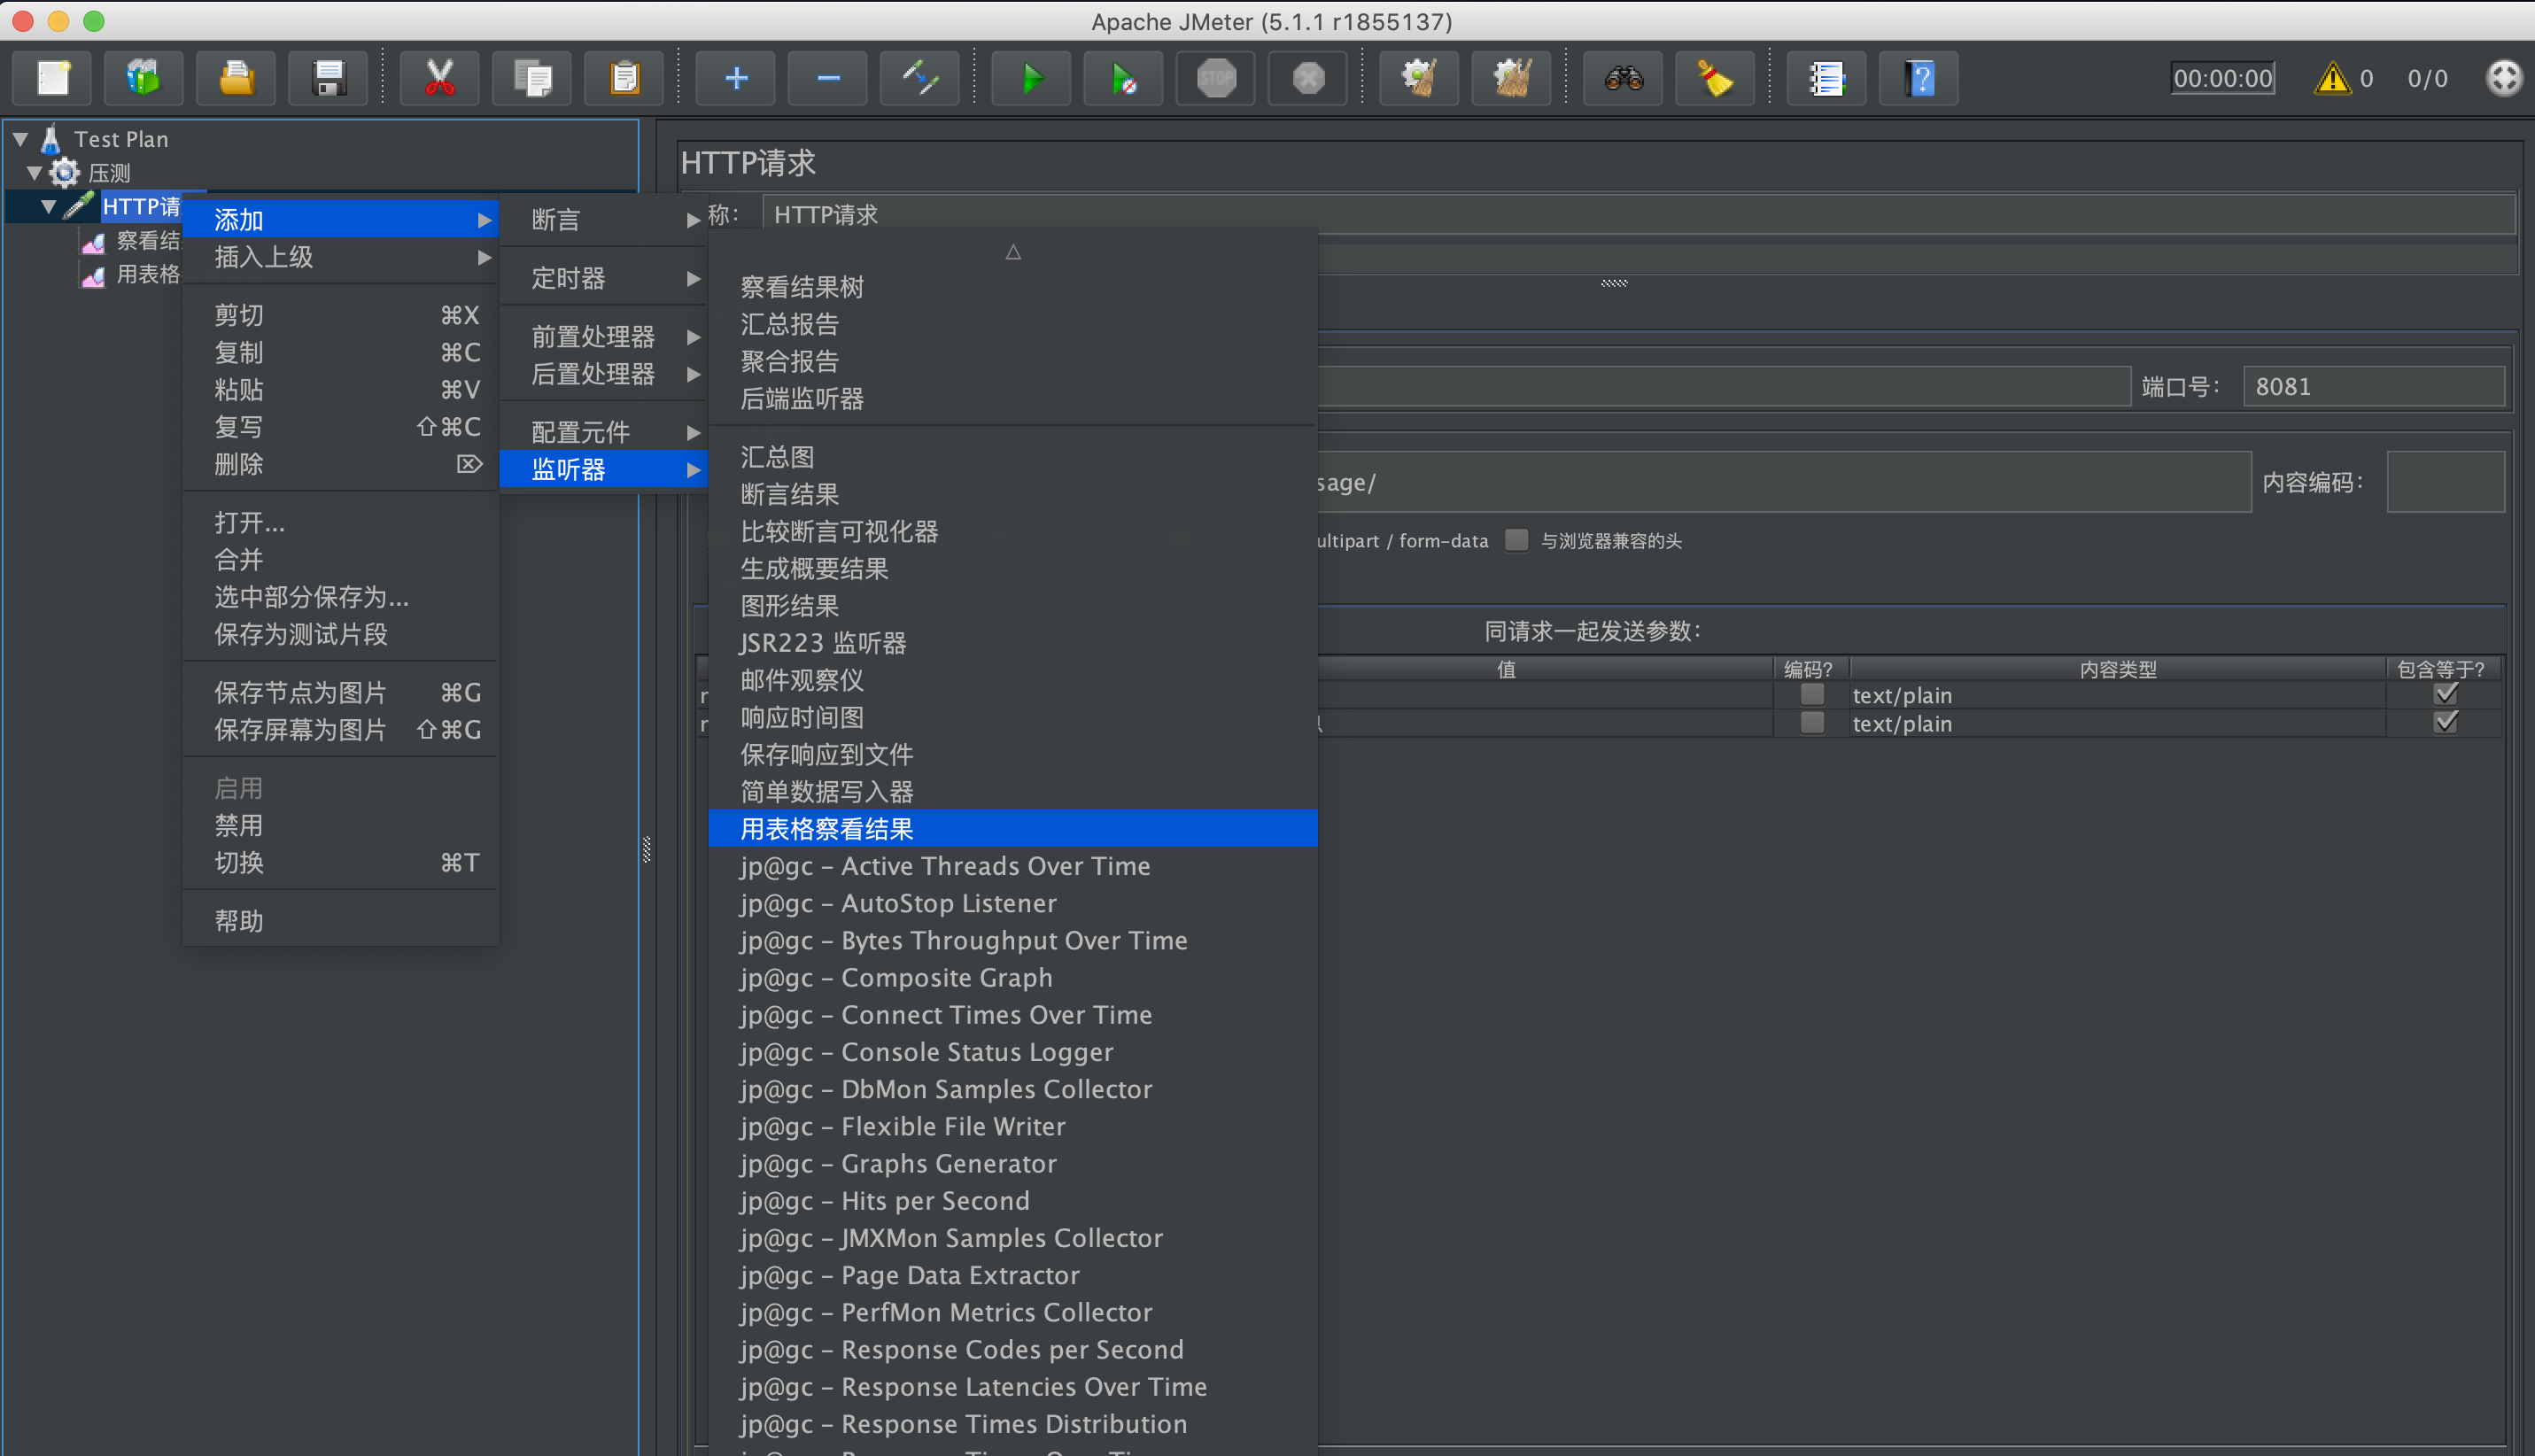 Apache JMeter (5.1.1 r1855137)
STOP
00:00:00
0
0/0
Test Plan
压测
HTTP请
察看结
用表格
添加
插入上级
剪切 ⌘X
复制 ⌘C
粘贴 ⌘V
复写 ⇧⌘C
删除 ⌦
打开...
合并
选中部分保存为...
保存为测试片段
保存节点为图片 ⌘G
保存屏幕为图片 ⇧⌘G
启用
禁用
切换 ⌘T
帮助
断言
定时器
前置处理器
后置处理器
配置元件
监听器
察看结果树
汇总报告
聚合报告
后端监听器
汇总图
断言结果
比较断言可视化器
生成概要结果
图形结果
JSR223 监听器
邮件观察仪
响应时间图
保存响应到文件
简单数据写入器
用表格察看结果
jp@gc - Active Threads Over Time
jp@gc - AutoStop Listener
jp@gc - Bytes Throughput Over Time
jp@gc - Composite Graph
jp@gc - Connect Times Over Time
jp@gc - Console Status Logger
jp@gc - DbMon Samples Collector
jp@gc - Flexible File Writer
jp@gc - Graphs Generator
jp@gc - Hits per Second
jp@gc - JMXMon Samples Collector
jp@gc - Page Data Extractor
jp@gc - PerfMon Metrics Collector
jp@gc - Response Codes per Second
jp@gc - Response Latencies Over Time
jp@gc - Response Times Distribution
HTTP请求
称： HTTP请求
端口号： 8081
sage/ 内容编码：
ultipart / form-data 与浏览器兼容的头
同请求一起发送参数：
值 编码? 内容类型 包含等于?
text/plain
text/plain